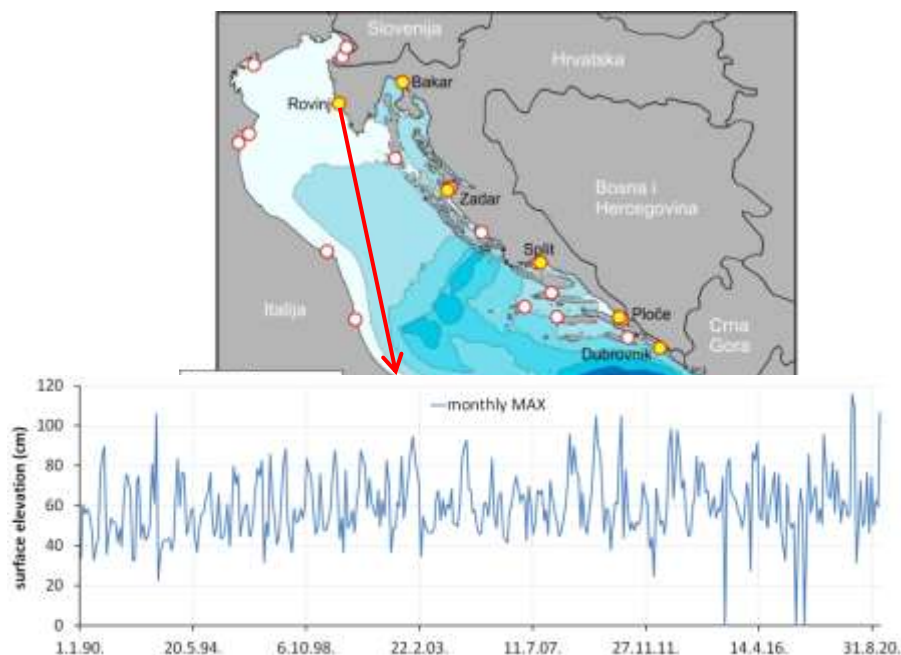 Slovenija
Hrvatska
Bakar
Rovinj
Bosna i
Hercegovina
Zadar
Split
Italija
Ploče
Crna
Gora
Dubrovnik
120
100
80
60
40
20
0
surface elevation (cm)
monthly MAX
1.1.90.
20.5.94.
6.10.98.
22.2.03.
11.7.07.
27.11.11.
14.4.16.
31.8.20.